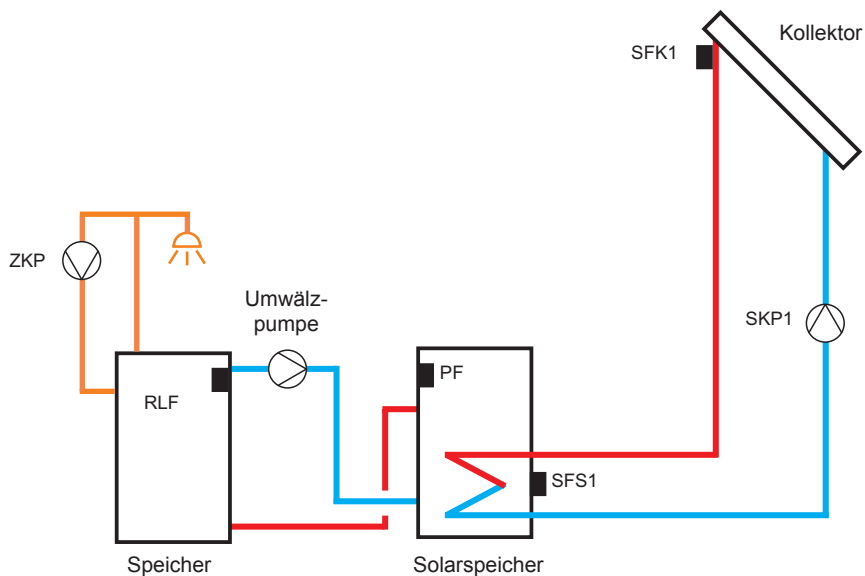 Kollektor
SFK1
ZKP
Umwälz-
pumpe
SKP1
PF
RLF
SFS1
Speicher
Solarspeicher